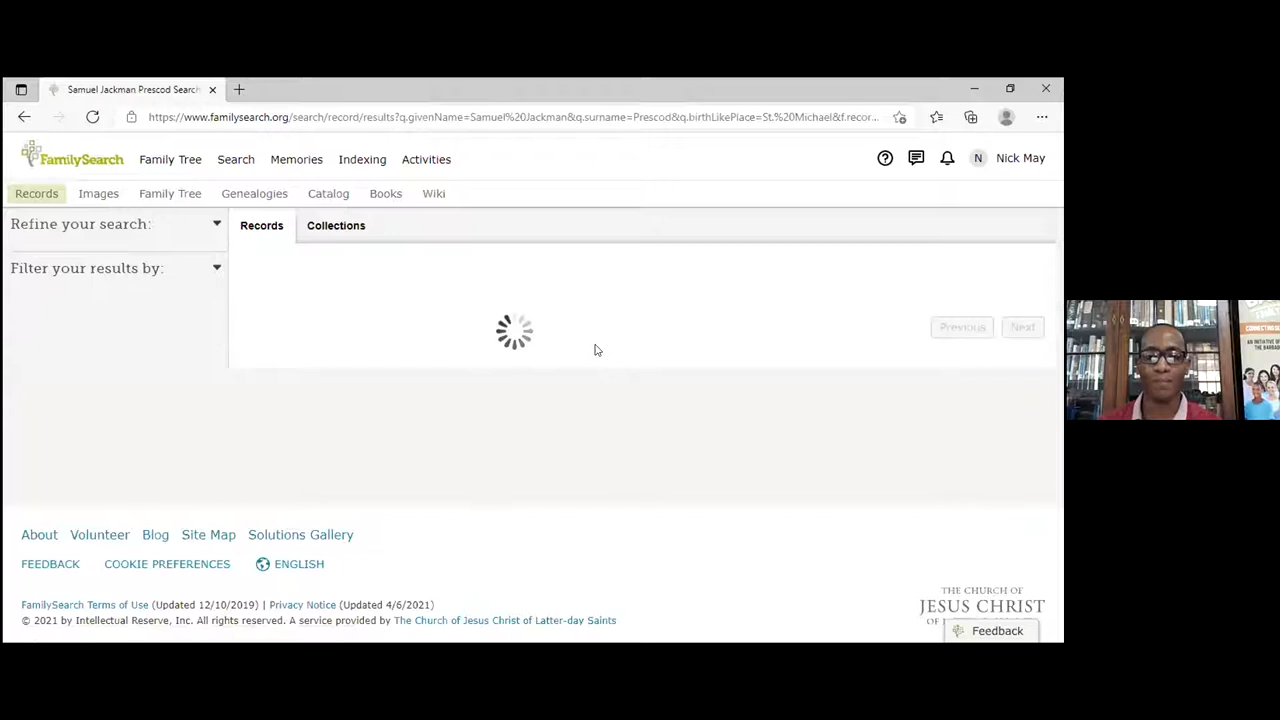 Samuel Jackman Prescod Search
https://www.familysearch.org/search/record/results?q.givenName=Samuel%20Jackman&q.surname=Prescod&q.birthLikePlace=St.%20Michael&f.recor...
FamilySearch Family Tree Search Memories Indexing Activities N Nick May
Records Images Family Tree Genealogies Catalog Books Wiki
Refine your search: Records Collections
Filter your results by:
Previous Next
About Volunteer Blog Site Map Solutions Gallery
FEEDBACK COOKIE PREFERENCES ENGLISH
THE CHURCH OF
JESUS CHRIST
FamilySearch Terms of Use (Updated 12/10/2019) | Privacy Notice (Updated 4/6/2021)
© 2021 by Intellectual Reserve, Inc. All rights reserved. A service provided by The Church of Jesus Christ of Latter-day Saints
Feedback
AN INITIATIVE OF
THE BARBAD